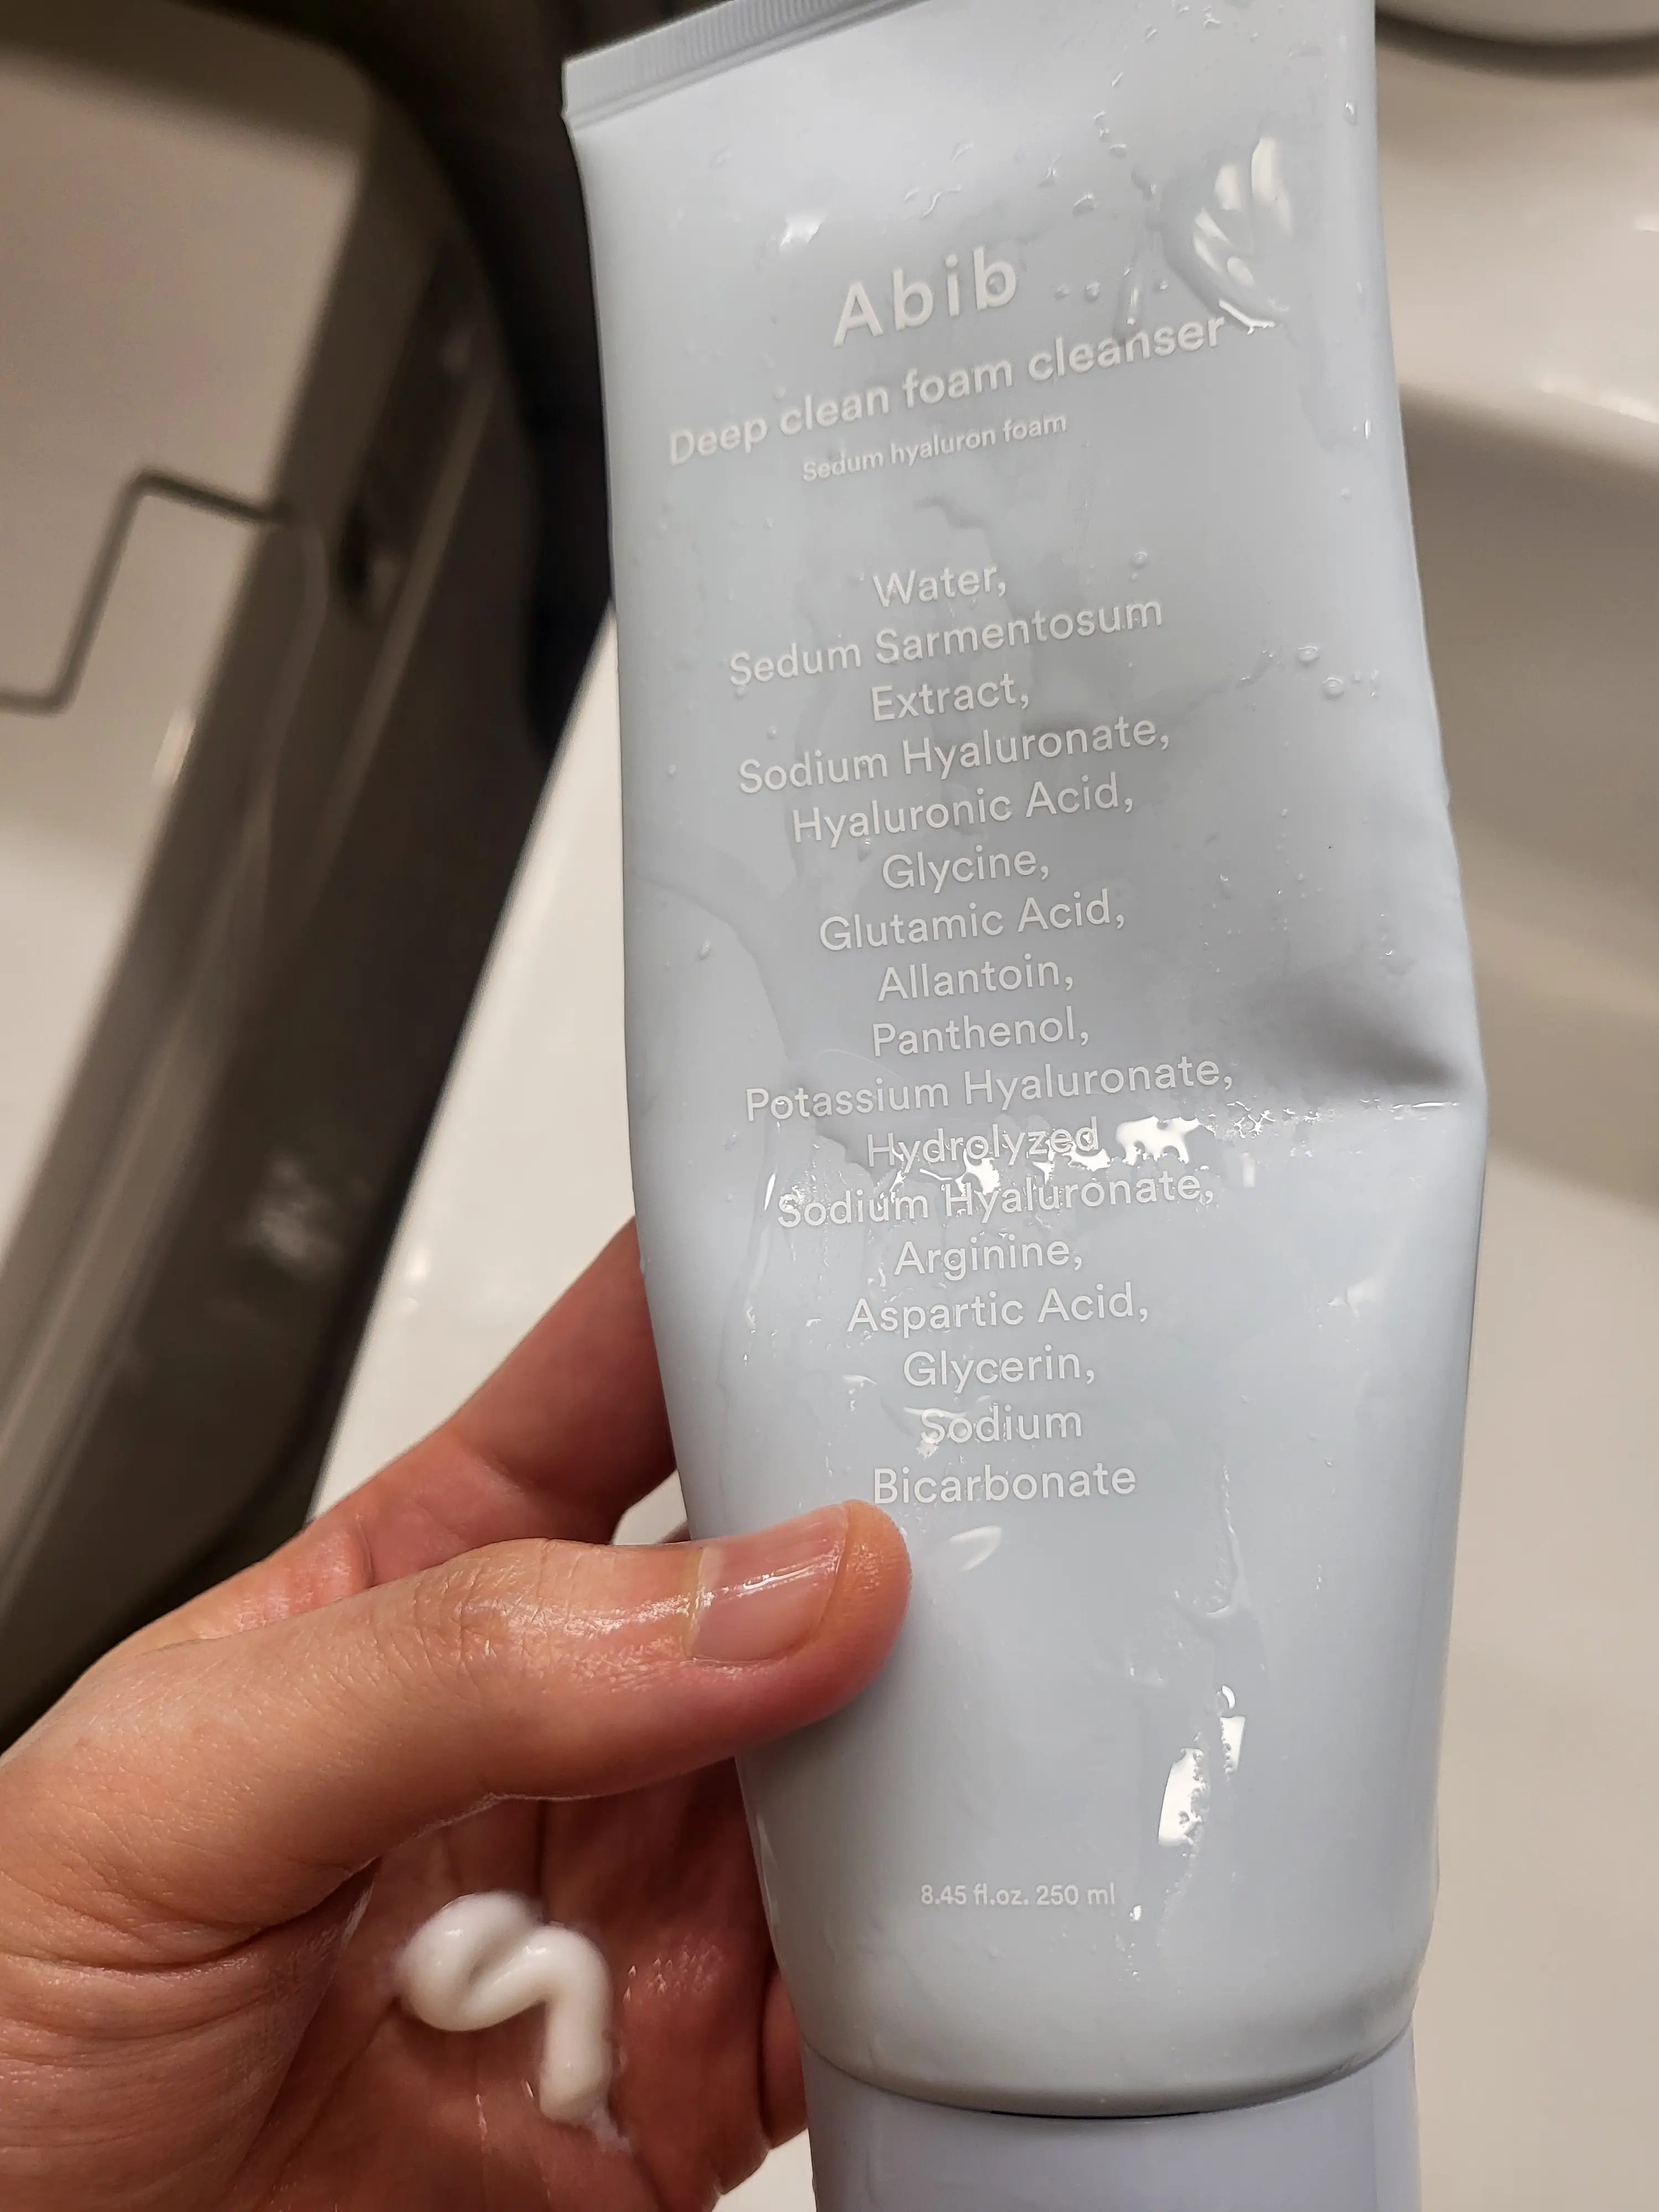 Abib
Deep clean foam cleanser
Sedum hyaluron foam
Water,
Sedum Sarmentosum
Extract,
Sodium Hyaluronate,
Hyaluronic Acid,
Glycine,
Glutamic Acid,
Allantoin,
Panthenol,
Potassium Hyaluronate,
Hydrolyzed
Sodium Hyaluronate,
Arginine,
Aspartic Acid,
Glycerin,
Sodium
Bicarbonate
8.45 fl.oz. 250 ml